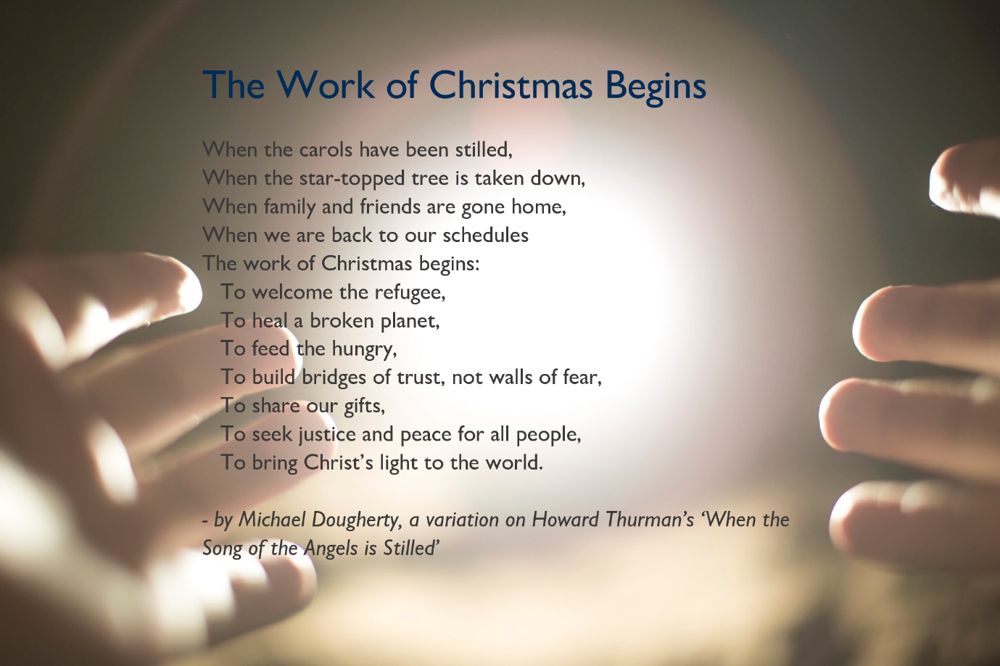 The Work of Christmas Begins
When the carols have been stilled,
When the star-topped tree is taken down,
When family and friends are gone home,
When we are back to our schedules
The work of Christmas begins:
To welcome the refugee,
To heal a broken planet,
To feed the hungry,
To build bridges of trust, not walls of fear,
To share our gifts,
To seek justice and peace for all people,
To bring Christ’s light to the world.
- by Michael Dougherty, a variation on Howard Thurman’s ‘When the
Song of the Angels is Stilled’